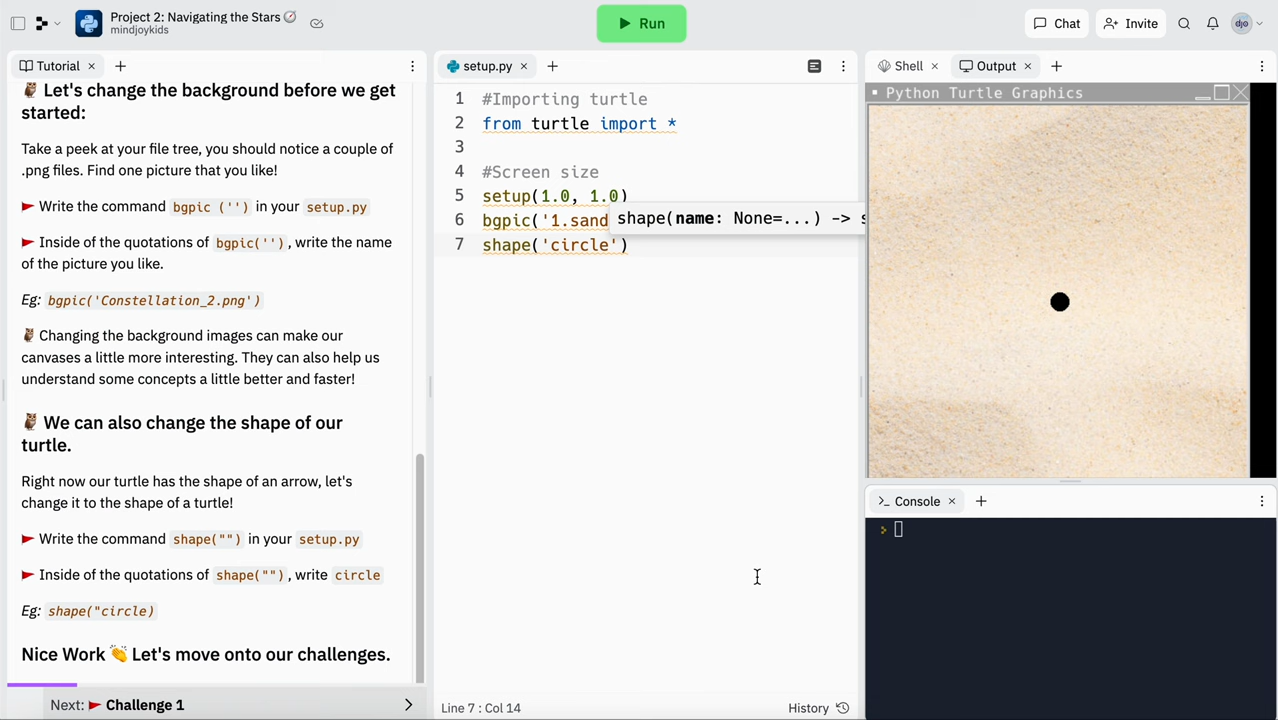 Project 2: Navigating the Stars
mindjoykids
Run
Chat
Invite
djo
Tutorial
🦉 Let's change the background before we get
started:
Take a peek at your file tree, you should notice a couple of
.png files. Find one picture that you like!
Write the command bgpic ('') in your setup.py
Inside of the quotations of bgpic(''), write the name
of the picture you like.
Eg: bgpic('Constellation_2.png')
🦉 Changing the background images can make our
canvases a little more interesting. They can also help us
understand some concepts a little better and faster!
🦉 We can also change the shape of our
turtle.
Right now our turtle has the shape of an arrow, let's
change it to the shape of a turtle!
Write the command shape("") in your setup.py
Inside of the quotations of shape(""), write circle
Eg: shape("circle)
Nice Work 👏 Let's move onto our challenges.
Next: Challenge 1
setup.py
1 #Importing turtle
2 from turtle import *
3
4 #Screen size
5 setup(1.0, 1.0)
6 bgpic('1.sand
shape(name: None=...) ->
7 shape('circle')
Line 7 : Col 14
History
Shell
Output
Python Turtle Graphics
Console